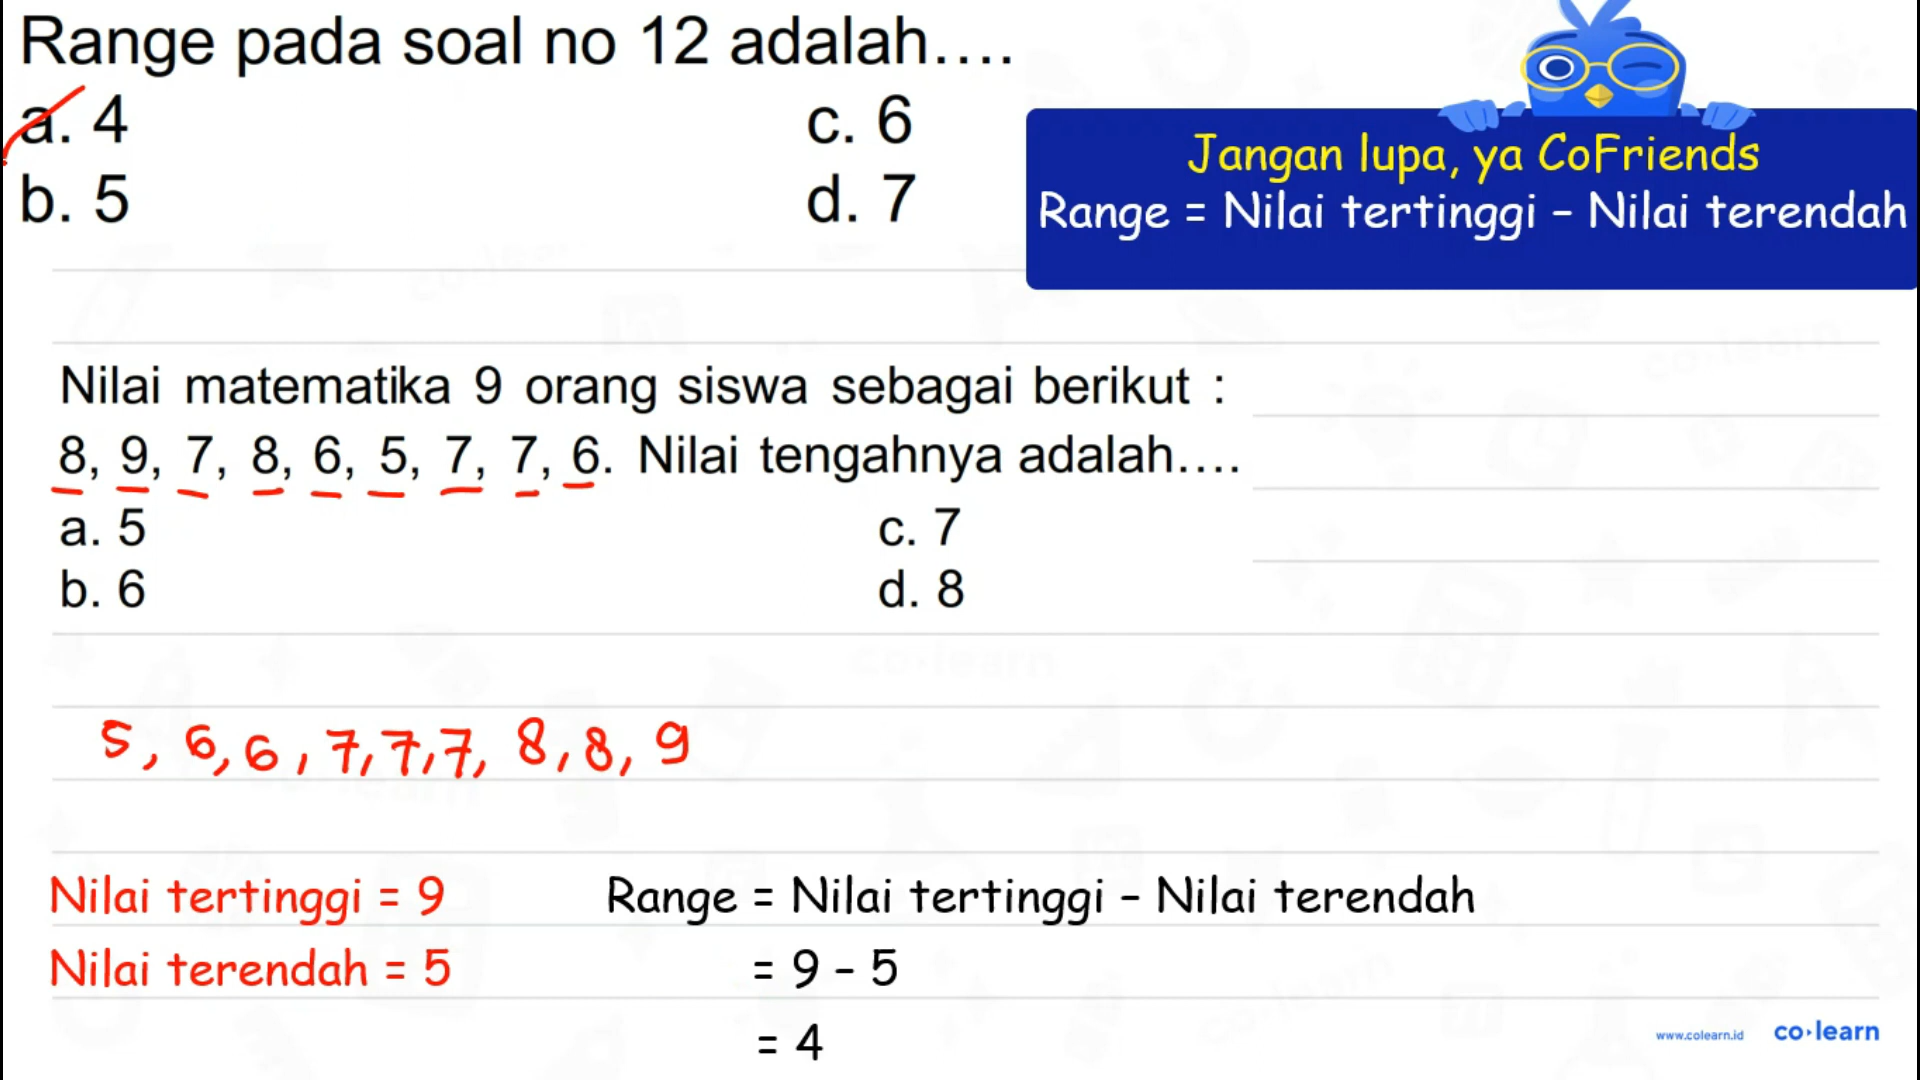 Range pada soal no 12 adalah....
a. 4
c. 6
b. 5
d. 7
Jangan lupa, ya CoFriends
Range = Nilai tertinggi – Nilai terendah
Nilai matematika 9 orang siswa sebagai berikut :
8, 9, 7, 8, 6, 5, 7, 7, 6. Nilai tengahnya adalah....
a. 5
c. 7
b. 6
d. 8
5, 6, 6, 7, 7, 7, 8, 8, 9
Nilai tertinggi = 9
Range = Nilai tertinggi – Nilai terendah
Nilai terendah = 5
= 9 – 5
= 4
www.colearn.id
co·learn